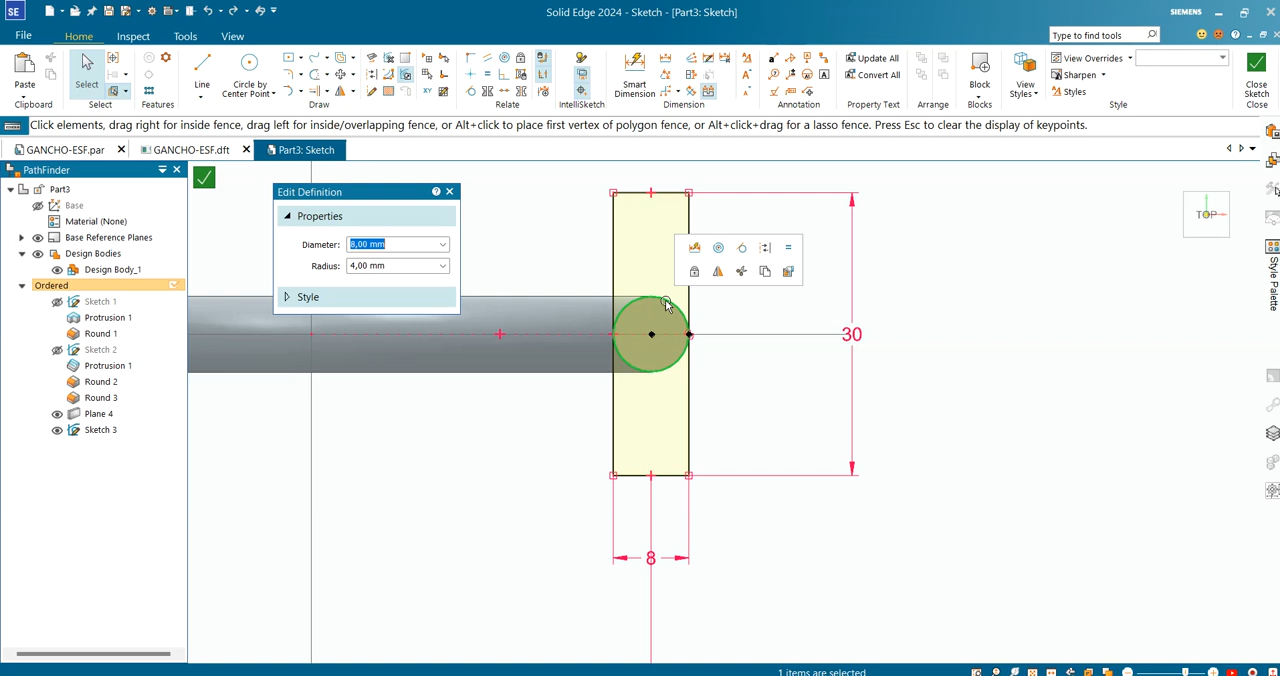 SE
Solid Edge 2024 - Sketch - [Part3: Sketch]
SIEMENS
File
Home
Inspect
Tools
View
Type to find tools
Paste
Select
Line
Circle by Center Point
Smart Dimension
Update All
Convert All
Block
View Styles
View Overrides
Sharpen
Styles
Close Sketch
Clipboard
Select
Features
Draw
Relate
IntelliSketch
Dimension
Annotation
Property Text
Arrange
Blocks
Style
Close
Click elements, drag right for inside fence, drag left for inside/overlapping fence, or Alt+click to place first vertex of polygon fence, or Alt+click+drag for a lasso fence. Press Esc to clear the display of keypoints.
GANCHO-ESF.par
GANCHO-ESF.dft
Part3: Sketch
PathFinder
Part3
Base
Material (None)
Base Reference Planes
Design Bodies
Design Body_1
Ordered
Sketch 1
Protrusion 1
Round 1
Sketch 2
Protrusion 1
Round 2
Round 3
Plane 4
Sketch 3
Edit Definition
Properties
Diameter: 8,00 mm
Radius: 4,00 mm
Style
30
8
TOP
Style Palette
1 items are selected